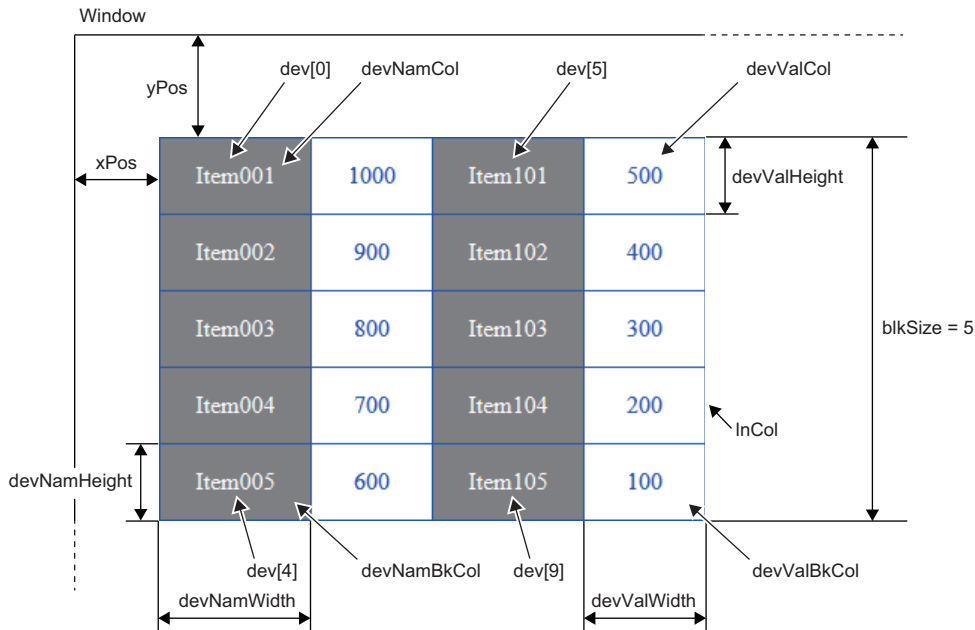 Window
dev[0] devNamCol dev[5] devValCol
yPos
xPos
Item001 1000 Item101 500
devValHeight
Item002 900 Item102 400
Item003 800 Item103 300
blkSize = 5
Item004 700 Item104 200
lnCol
Item005 600 Item105 100
devNamHeight
dev[4] devNamBkCol dev[9] devValBkCol
devNamWidth devValWidth